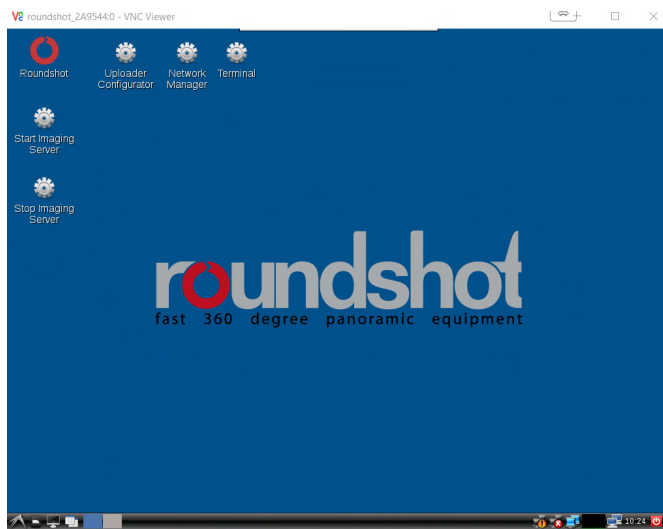 V2 roundshot_2A9544:0 - VNC Viewer
Roundshot
Uploader
Configurator
Network
Manager
Terminal
Start Imaging
Server
Stop Imaging
Server
roundshot
fast 360 degree panoramic equipment
10:24